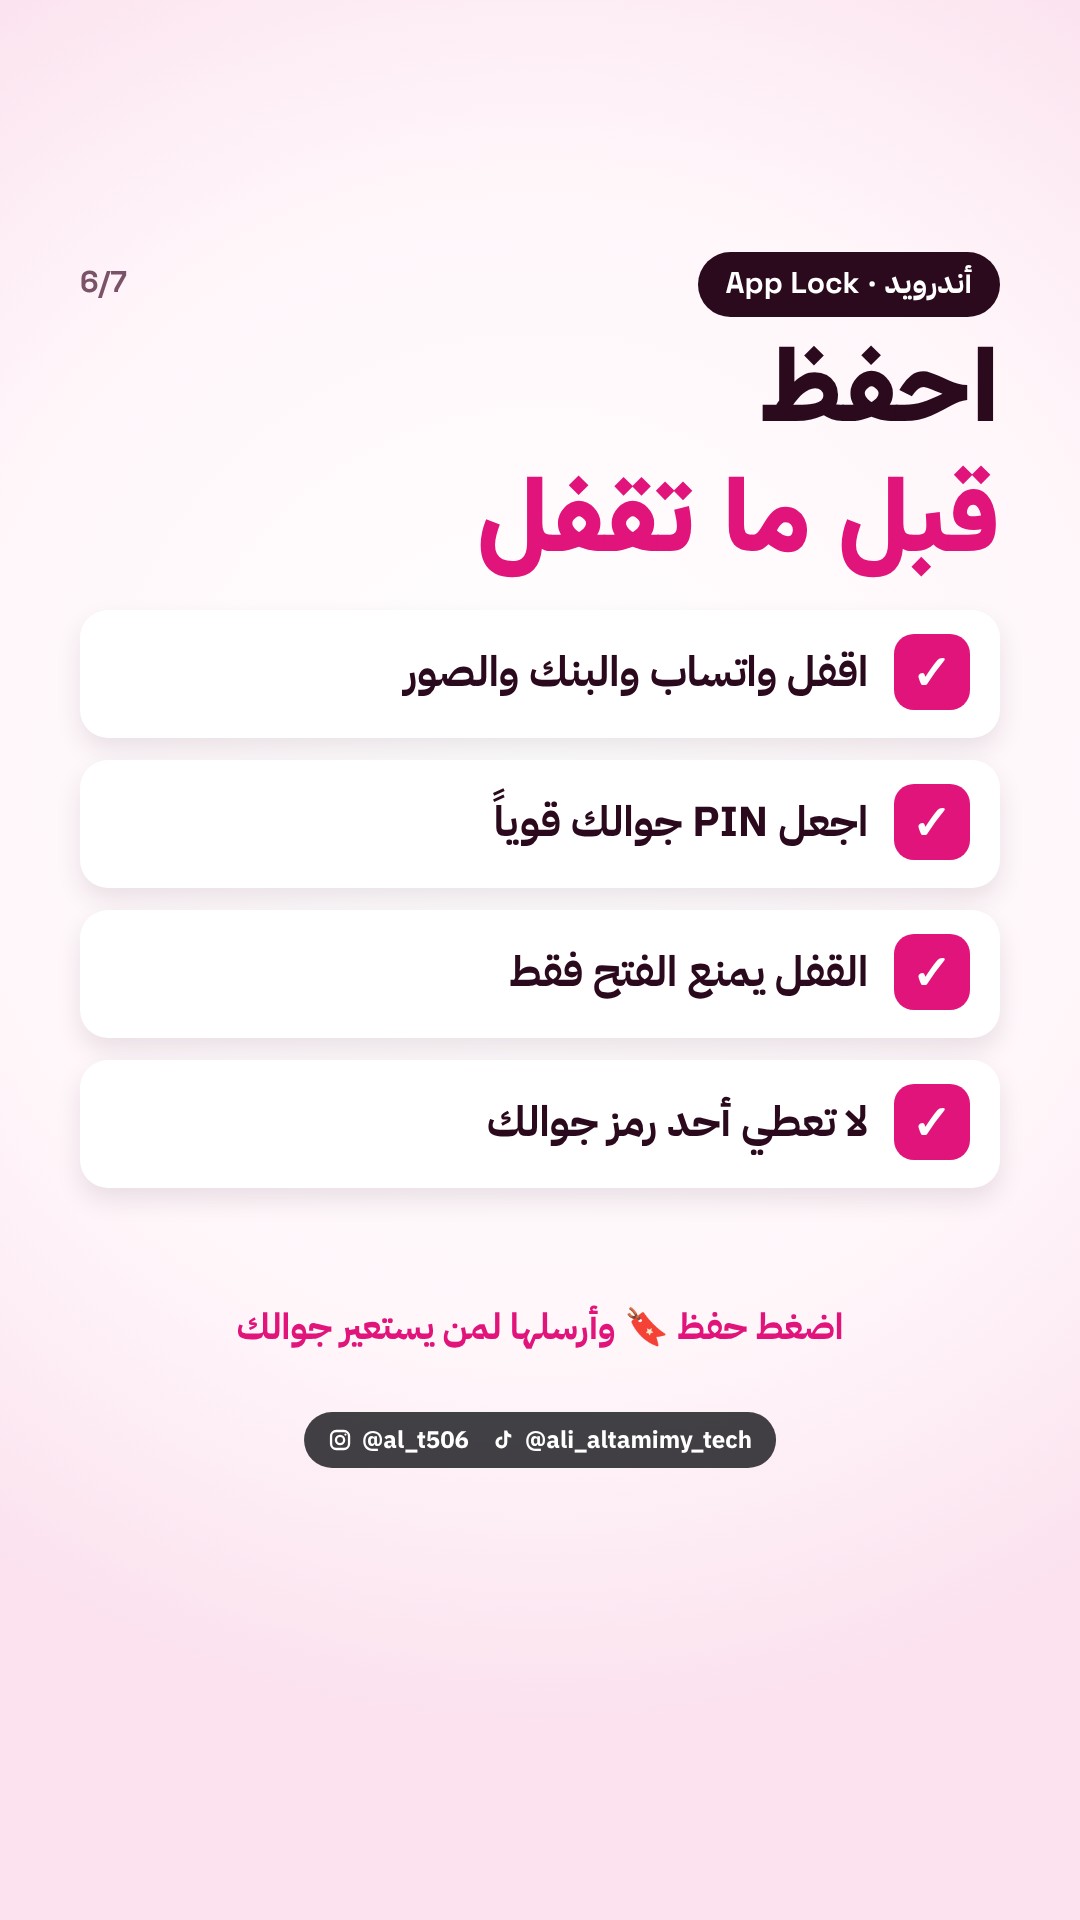 أندرويد · App Lock
6/7
احفظ
قبل ما تقفل
✓ اقفل واتساب والبنك والصور
✓ اجعل PIN جوالك قوياً
✓ القفل يمنع الفتح فقط
✓ لا تعطي أحد رمز جوالك
اضغط حفظ 🔖 وأرسلها لمن يستعير جوالك
@al_t506 @ali_altamimy_tech